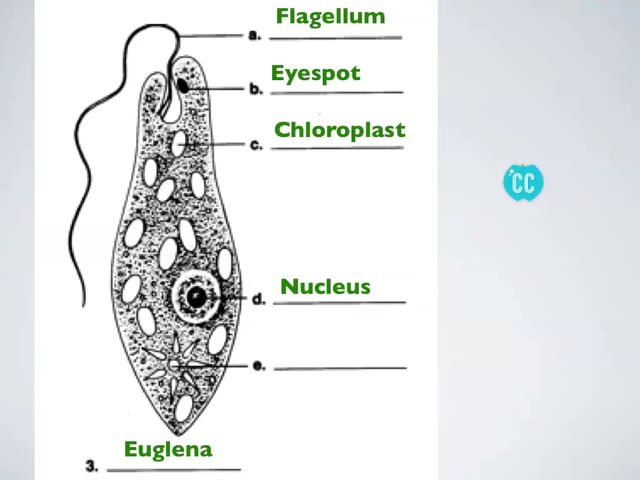 Flagellum
a.
Eyespot
b.
Chloroplast
c.
Nucleus
d.
e.
Euglena
3.
CC